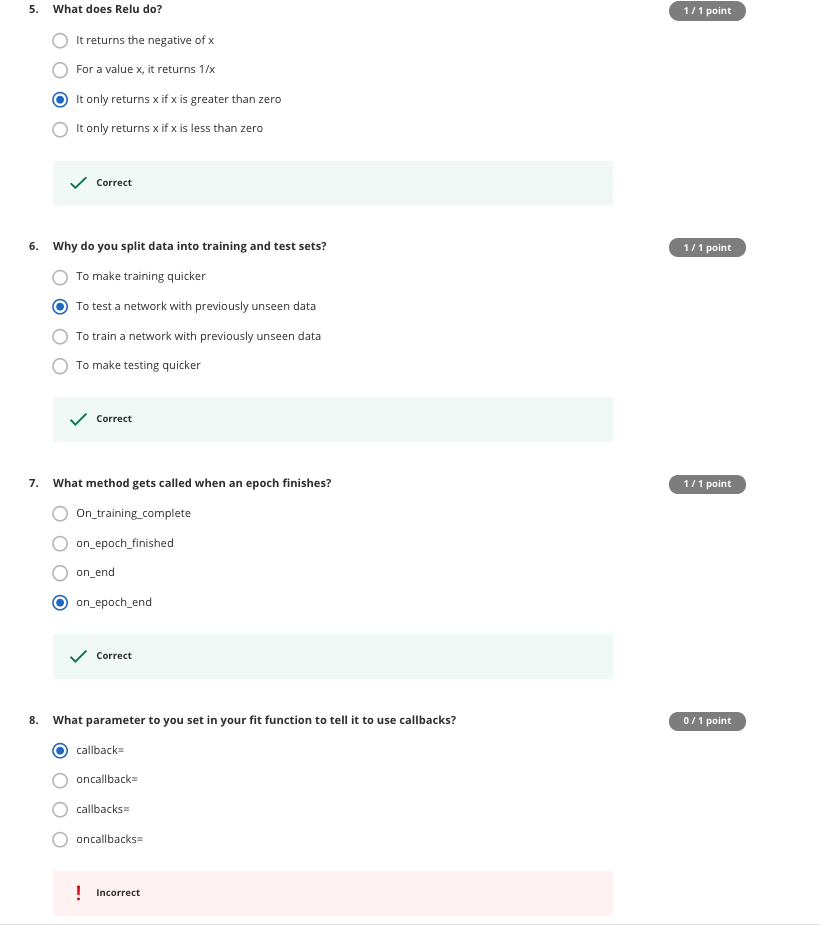 5. What does Relu do?
1 / 1 point
It returns the negative of x
For a value x, it returns 1/x
It only returns x if x is greater than zero
It only returns x if x is less than zero
Correct
6. Why do you split data into training and test sets?
1 / 1 point
To make training quicker
To test a network with previously unseen data
To train a network with previously unseen data
To make testing quicker
Correct
7. What method gets called when an epoch finishes?
1 / 1 point
On_training_complete
on_epoch_finished
on_end
on_epoch_end
Correct
8. What parameter to you set in your fit function to tell it to use callbacks?
0 / 1 point
callback=
oncallback=
callbacks=
oncallbacks=
! Incorrect